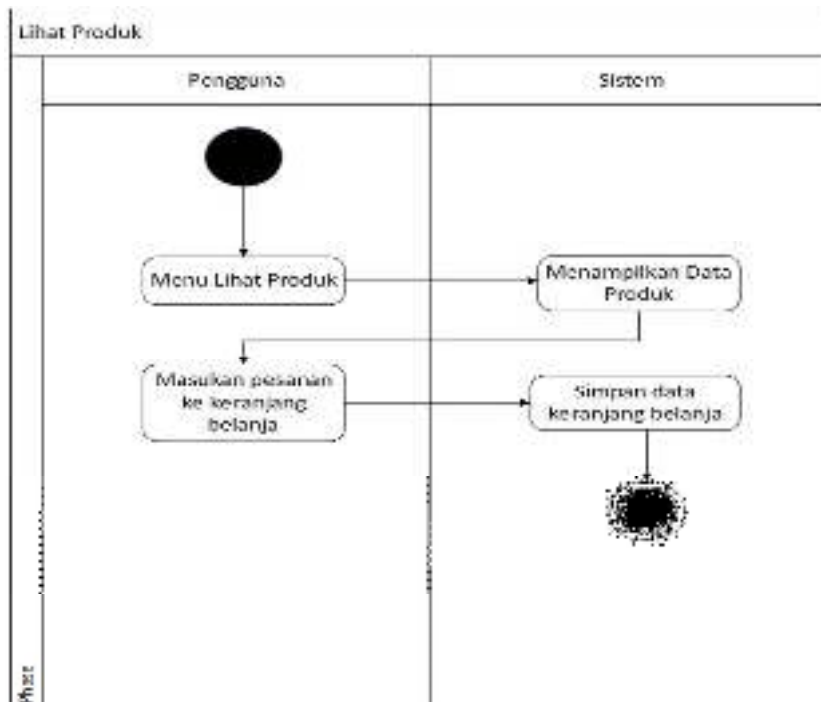 Lihat Produk
Pengguna
Sistem
Menu Lihat Produk
Menampilkan Data
Produk
Masukan pesanan
ke keranjang
belanja
Simpan data
keranjang belanja
Phase